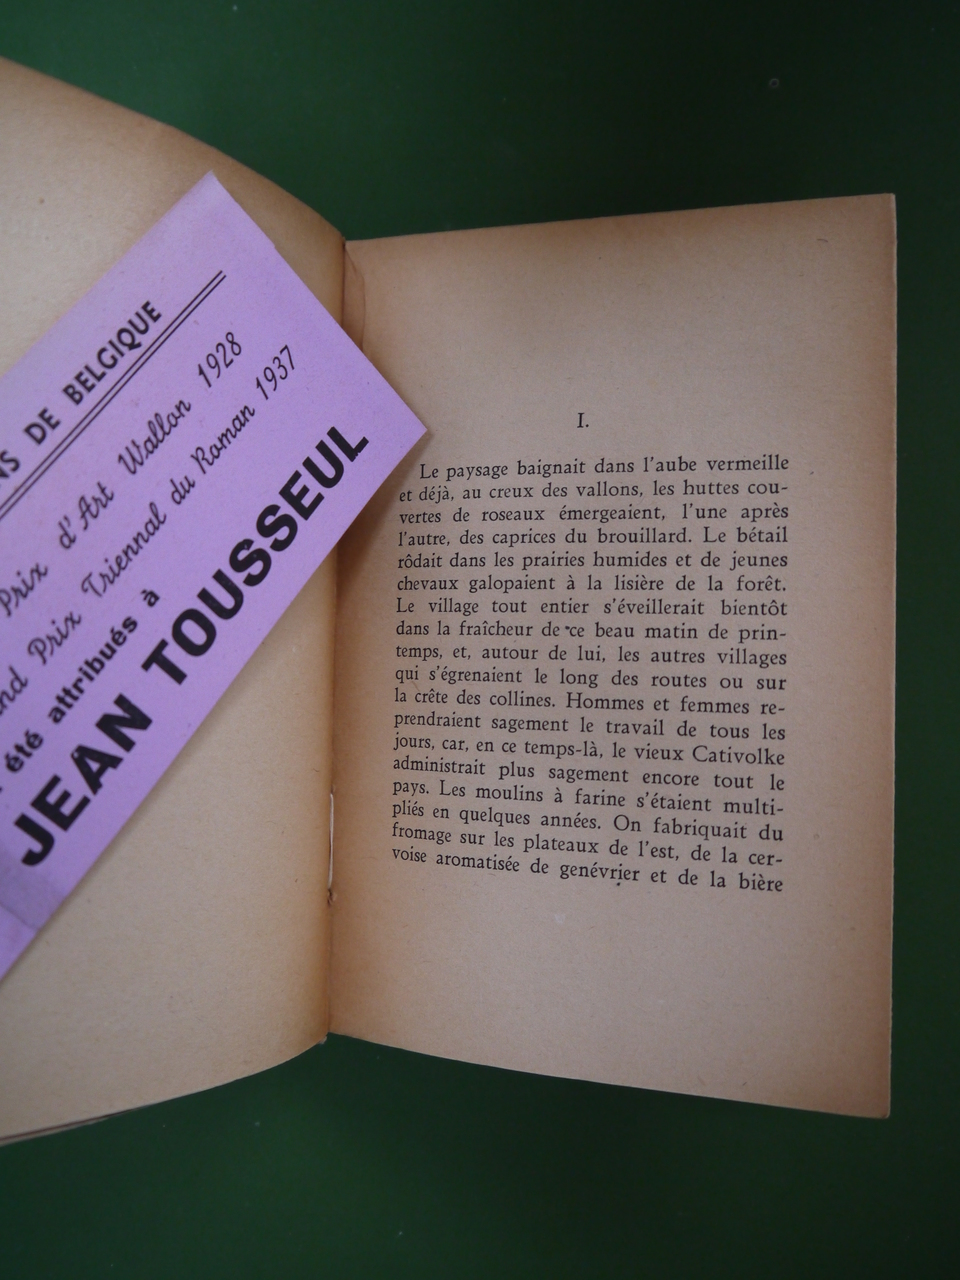 DE BELGIQUE
Prix d'Art Wallon 1928
Prix Triennal du Roman 1937
été attribués à
JEAN TOUSSEUL
I.
Le paysage baignait dans l'aube vermeille
et déjà, au creux des vallons, les huttes cou-
vertes de roseaux émergeaient, l'une après
l'autre, des caprices du brouillard. Le bétail
rôdait dans les prairies humides et de jeunes
chevaux galopaient à la lisière de la forêt.
Le village tout entier s'éveillerait bientôt
dans la fraîcheur de ce beau matin de prin-
temps, et, autour de lui, les autres villages
qui s'égrenaient le long des routes ou sur
la crête des collines. Hommes et femmes re-
prendraient sagement le travail de tous les
jours, car, en ce temps-là, le vieux Cativolke
administrait plus sagement encore tout le
pays. Les moulins à farine s'étaient multi-
pliés en quelques années. On fabriquait du
fromage sur les plateaux de l'est, de la cer-
voise aromatisée de genévrier et de la bière